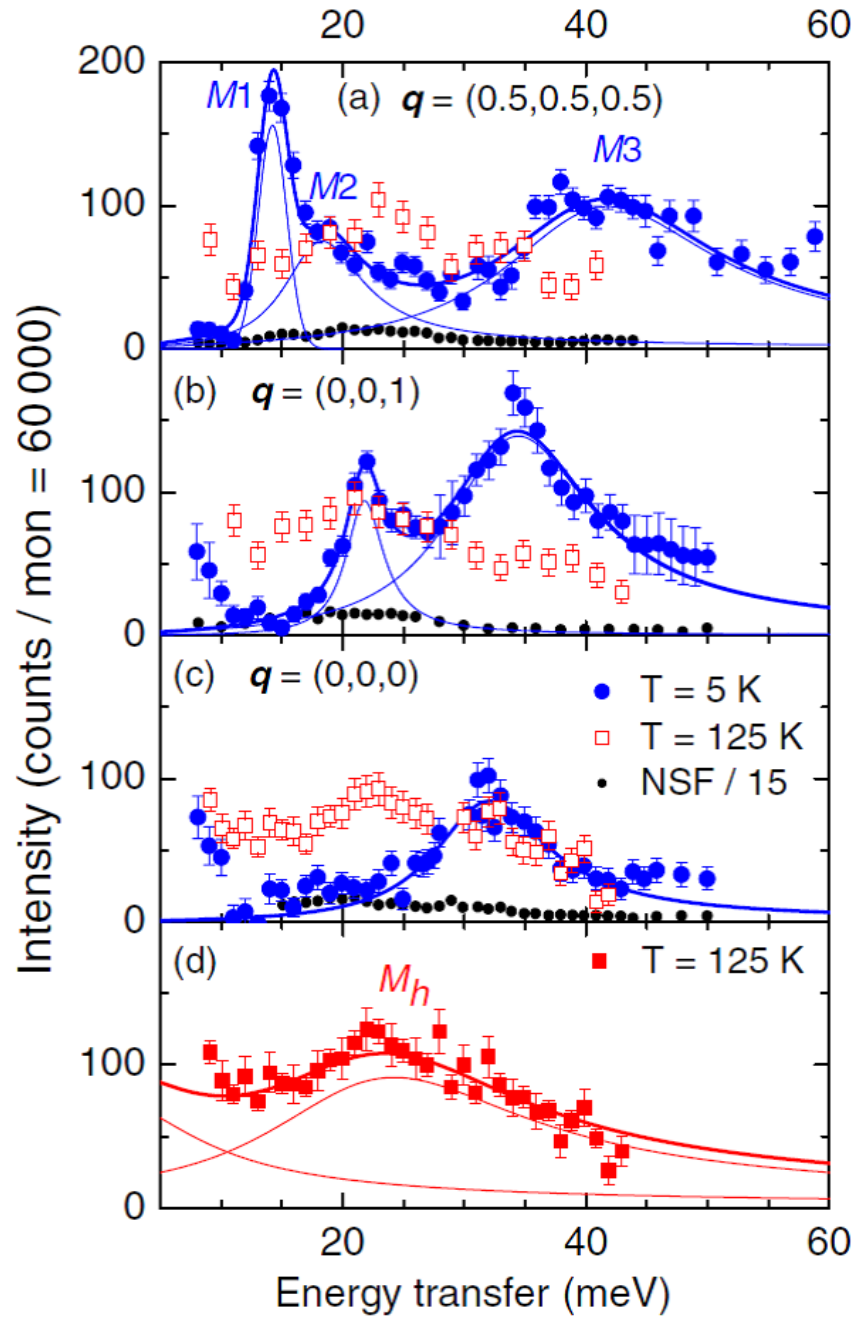 20 40 60
200
M1
(a) q = (0.5,0.5,0.5)
M2
M3
100
0
(b) q = (0,0,1)
100
0
(c) q = (0,0,0)
T = 5 K
T = 125 K
100
NSF / 15
0
(d)
T = 125 K
Mh
100
0
20 40 60
Energy transfer (meV)
Intensity (counts / mon = 60 000)